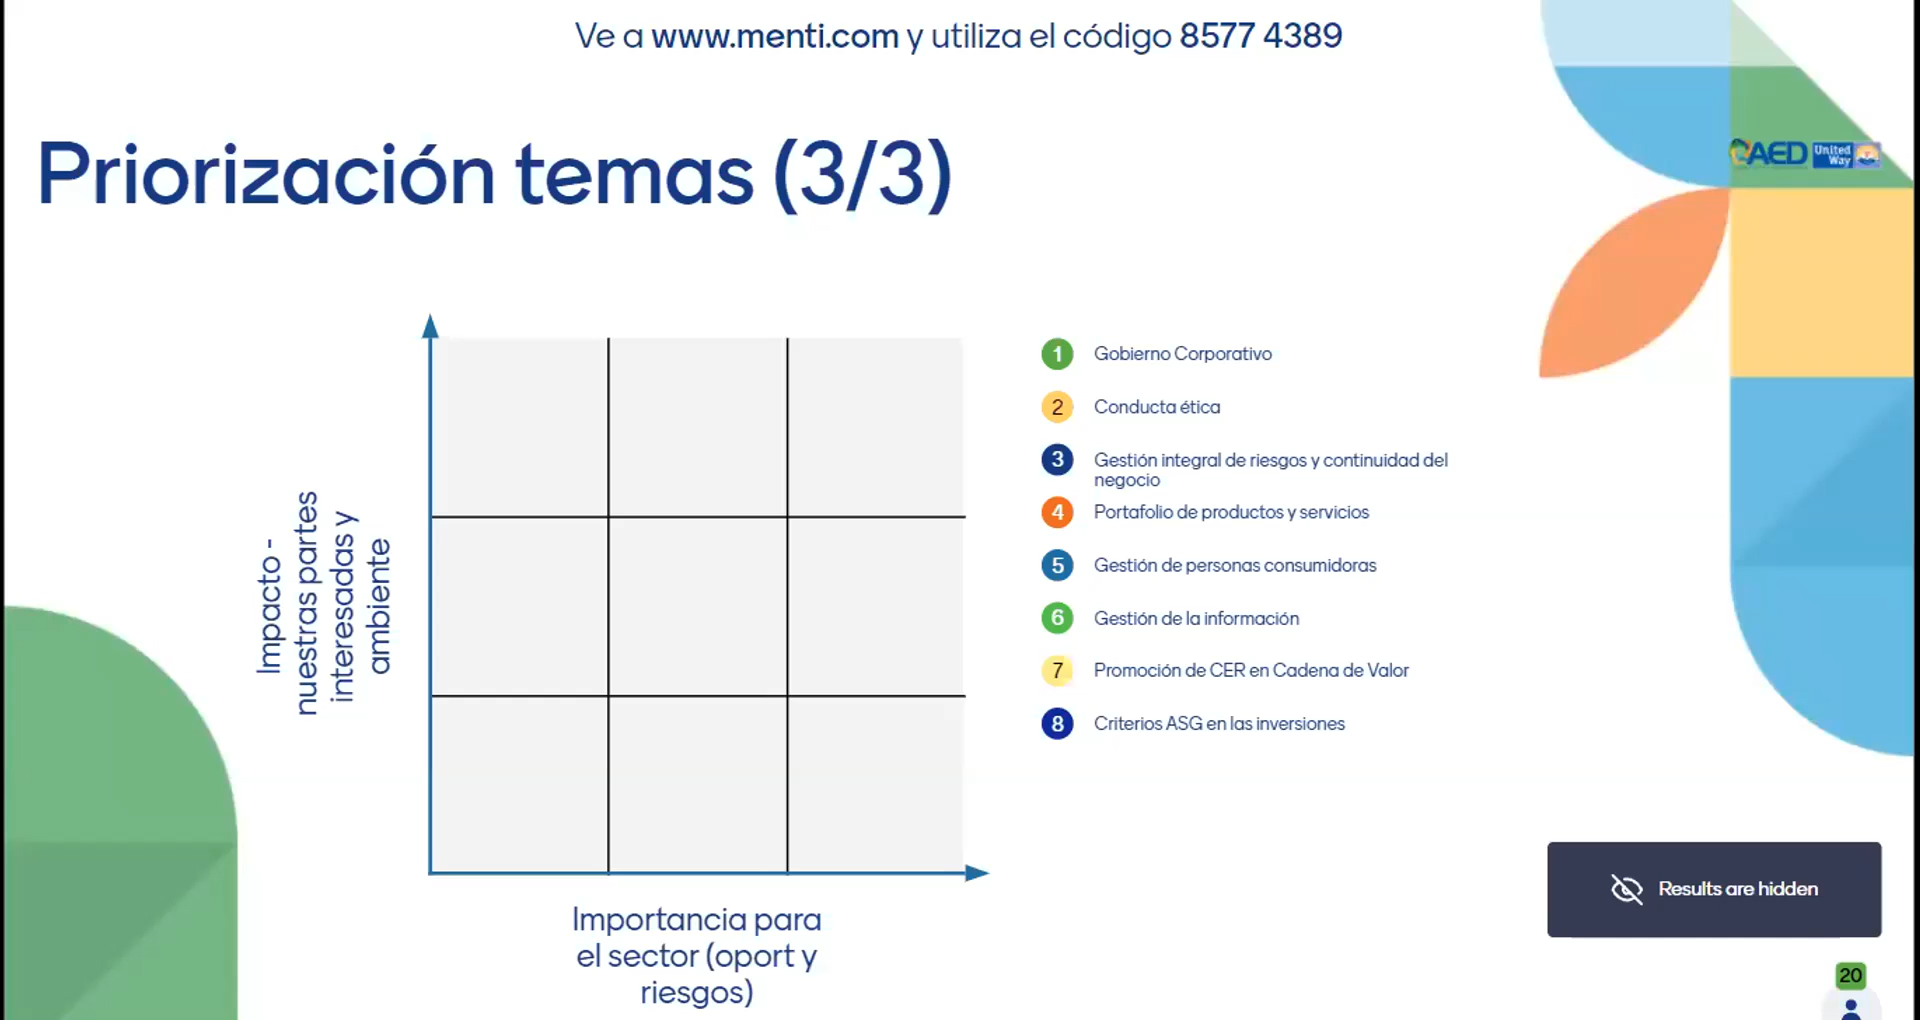 Ve a www.menti.com y utiliza el código 8577 4389
Priorización temas (3/3)
AED
United
Way
Impacto -
nuestras partes
interesadas y
ambiente
1 Gobierno Corporativo
2 Conducta ética
3 Gestión integral de riesgos y continuidad del
negocio
4 Portafolio de productos y servicios
5 Gestión de personas consumidoras
6 Gestión de la información
7 Promoción de CER en Cadena de Valor
8 Criterios ASG en las inversiones
Importancia para
el sector (oport y
riesgos)
Results are hidden
20